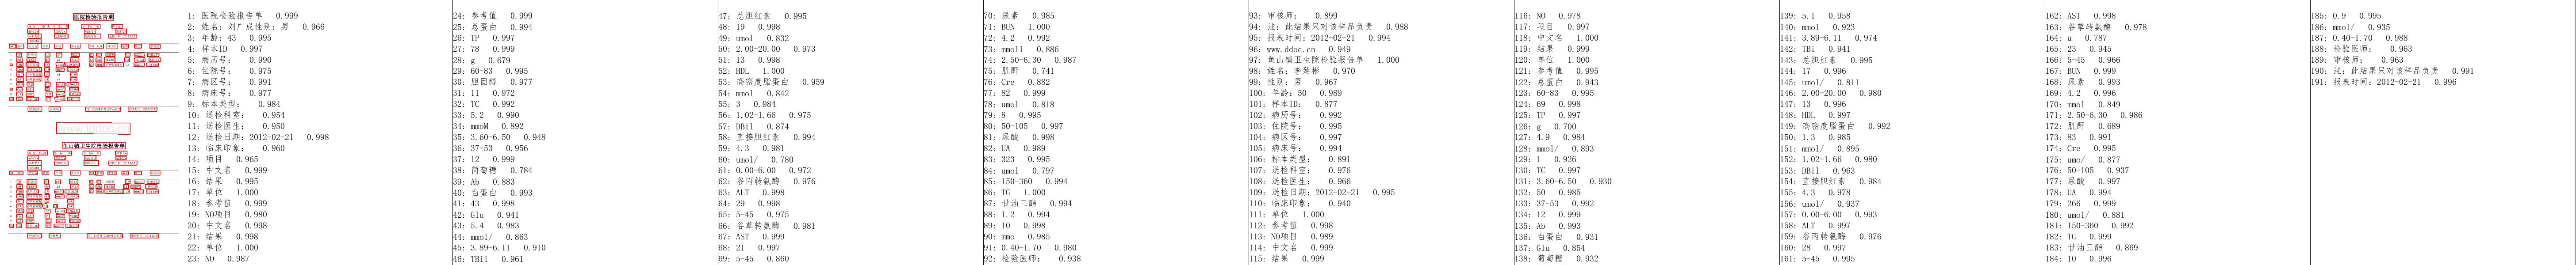 医院检验报告单
www.lddoc.cn
鱼山镇卫生院检验报告单
1: 医院检验报告单 0.999
2: 姓名：刘广成性别：男 0.966
3: 年龄：43 0.995
4: 样本ID 0.997
5: 病历号： 0.990
6: 住院号： 0.975
7: 病区号： 0.991
8: 病床号： 0.977
9: 标本类型： 0.984
10: 送检科室： 0.954
11: 送检医生： 0.950
12: 送检日期：2012-02-21 0.998
13: 临床印象： 0.960
14: 项目 0.965
15: 中文名 0.999
16: 结果 0.995
17: 单位 1.000
18: 参考值 0.999
19: NO项目 0.980
20: 中文名 0.998
21: 结果 0.998
22: 单位 1.000
23: NO 0.987
24: 参考值 0.999
25: 总蛋白 0.994
26: TP 0.997
27: 78 0.999
28: g 0.679
29: 60-83 0.995
30: 胆固醇 0.977
31: 11 0.972
32: TC 0.992
33: 5.2 0.990
34: mmoM 0.892
35: 3.60-6.50 0.948
36: 37-53 0.956
37: 12 0.999
38: 简萄糖 0.784
39: Ab 0.883
40: 白蛋白 0.993
41: 43 0.998
42: Glu 0.941
43: 5.4 0.983
44: mmol/ 0.863
45: 3.89-6.11 0.910
46: TBil 0.961
47: 总胆红素 0.995
48: 19 0.998
49: umol 0.832
50: 2.00-20.00 0.973
51: 13 0.998
52: HDL 1.000
53: 高密度脂蛋白 0.959
54: mmol 0.842
55: 3 0.984
56: 1.02-1.66 0.975
57: DBil 0.874
58: 直接胆红素 0.994
59: 4.3 0.981
60: umol/ 0.780
61: 0.00-6.00 0.972
62: 谷丙转氨酶 0.976
63: ALT 0.998
64: 29 0.998
65: 5-45 0.975
66: 谷草转氨酶 0.981
67: AST 0.999
68: 21 0.997
69: 5-45 0.860
70: 尿素 0.985
71: BUN 1.000
72: 4.2 0.992
73: mmol1 0.886
74: 2.50-6.30 0.987
75: 肌酐 0.741
76: Cre 0.882
77: 82 0.999
78: umol 0.818
79: 8 0.995
80: 50-105 0.997
81: 尿酸 0.998
82: UA 0.989
83: 323 0.995
84: umol 0.797
85: 150-360 0.994
86: TG 1.000
87: 甘油三酯 0.994
88: 1.2 0.994
89: 10 0.998
90: mmo 0.985
91: 0.40-1.70 0.980
92: 检验医师： 0.938
93: 审核师： 0.899
94: 注：此结果只对该样品负责 0.988
95: 报表时间：2012-02-21 0.994
96: www.ddoc.cn 0.949
97: 鱼山镇卫生院检验报告单 1.000
98: 姓名：李延彬 0.970
99: 性别：男 0.967
100: 年龄：50 0.989
101: 样本ID: 0.877
102: 病历号： 0.992
103: 住院号： 0.995
104: 病区号： 0.997
105: 病床号： 0.994
106: 标本类型： 0.891
107: 送检科室： 0.976
108: 送检医生： 0.966
109: 送检日期：2012-02-21 0.995
110: 临床印象： 0.940
111: 单位 1.000
112: 参考值 0.998
113: NO项目 0.989
114: 中文名 0.999
115: 结果 0.999
116: NO 0.978
117: 项目 0.997
118: 中文名 1.000
119: 结果 0.999
120: 单位 1.000
121: 参考值 0.995
122: 总蛋白 0.943
123: 60-83 0.995
124: 69 0.998
125: TP 0.997
126: g 0.700
127: 4.9 0.984
128: mmol/ 0.893
129: 1 0.926
130: TC 0.997
131: 3.60-6.50 0.930
132: 50 0.985
133: 37-53 0.992
134: 12 0.999
135: Ab 0.993
136: 白蛋白 0.931
137: Glu 0.854
138: 葡萄糖 0.932
139: 5.1 0.958
140: mmol 0.923
141: 3.89-6.11 0.974
142: TBi 0.941
143: 总胆红素 0.995
144: 17 0.996
145: umol/ 0.811
146: 2.00-20.00 0.980
147: 13 0.996
148: HDL 0.997
149: 高密度脂蛋白 0.992
150: 1.3 0.985
151: mmol/ 0.895
152: 1.02-1.66 0.980
153: DBil 0.963
154: 直接胆红素 0.984
155: 4.3 0.978
156: umol/ 0.937
157: 0.00-6.00 0.993
158: ALT 0.997
159: 谷丙转氨酶 0.976
160: 28 0.997
161: 5-45 0.995
162: AST 0.998
163: 谷草转氨酶 0.978
164: u 0.787
165: 23 0.945
166: 5-45 0.966
167: BUN 0.999
168: 尿素 0.993
169: 4.2 0.996
170: mmol 0.849
171: 2.50-6.30 0.986
172: 肌酐 0.689
173: 83 0.991
174: Cre 0.995
175: umo/ 0.877
176: 50-105 0.937
177: 尿酸 0.997
178: UA 0.994
179: 266 0.999
180: umol/ 0.881
181: 150-360 0.992
182: TG 0.999
183: 甘油三酯 0.869
184: 10 0.996
185: 0.9 0.995
186: mmol/ 0.935
187: 0.40-1.70 0.988
188: 检验医师： 0.963
189: 审核师： 0.963
190: 注：此结果只对该样品负责 0.991
191: 报表时间：2012-02-21 0.996